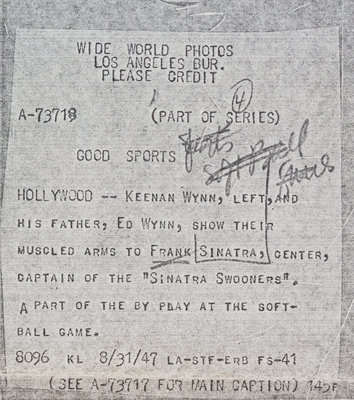 WIDE WORLD PHOTOS
LOS ANGELES BUR.
PLEASE CREDIT
4
A-73718 (PART OF SERIES)
GOOD SPORTS
HOLLYWOOD -- KEENAN WYNN, LEFT, AND
HIS FATHER, ED WYNN, SHOW THEIR
MUSCLED ARMS TO FRANK SINATRA, CENTER,
CAPTAIN OF THE "SINATRA SWOONERS".
A PART OF THE BY PLAY AT THE SOFT-
BALL GAME.
8096 KL 8/31/47 LA-STF-ERB FS-41
(SEE A-73717 FOR MAIN CAPTION) 145P